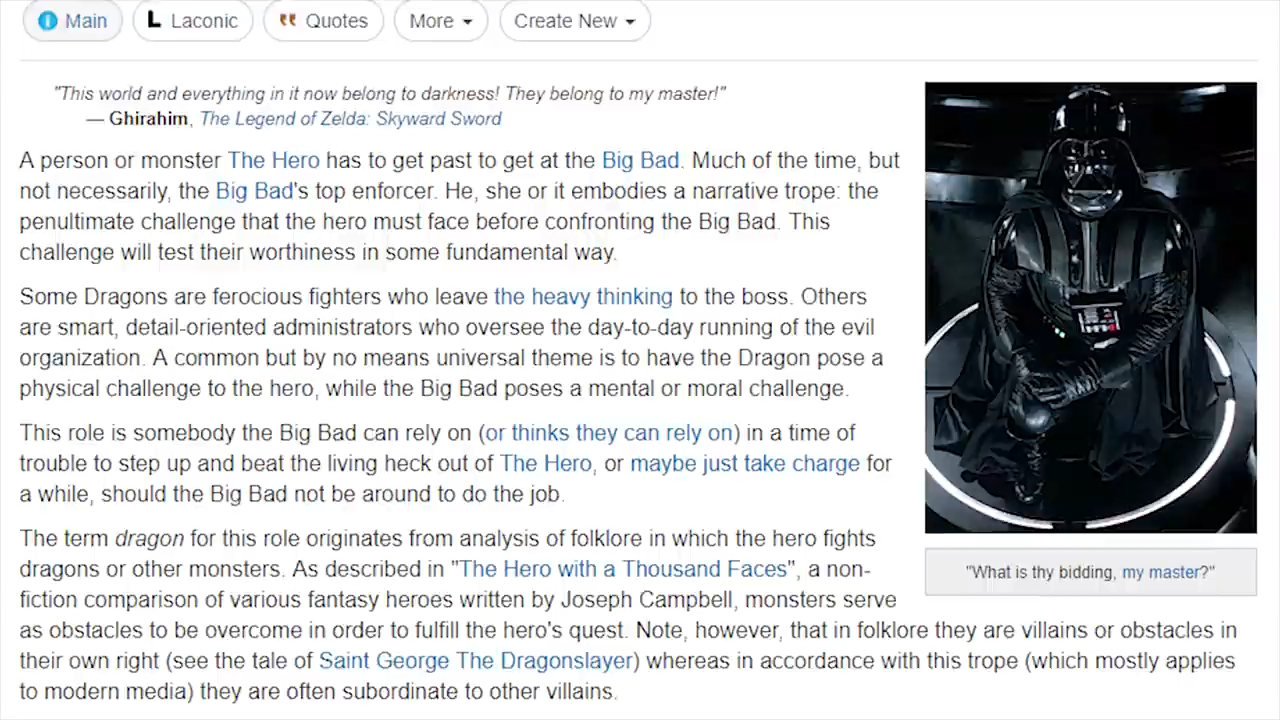 Main
Laconic
Quotes
More
Create New
"This world and everything in it now belong to darkness! They belong to my master!"
— Ghirahim, The Legend of Zelda: Skyward Sword
A person or monster The Hero has to get past to get at the Big Bad. Much of the time, but
not necessarily, the Big Bad's top enforcer. He, she or it embodies a narrative trope: the
penultimate challenge that the hero must face before confronting the Big Bad. This
challenge will test their worthiness in some fundamental way.
Some Dragons are ferocious fighters who leave the heavy thinking to the boss. Others
are smart, detail-oriented administrators who oversee the day-to-day running of the evil
organization. A common but by no means universal theme is to have the Dragon pose a
physical challenge to the hero, while the Big Bad poses a mental or moral challenge.
This role is somebody the Big Bad can rely on (or thinks they can rely on) in a time of
trouble to step up and beat the living heck out of The Hero, or maybe just take charge for
a while, should the Big Bad not be around to do the job.
The term dragon for this role originates from analysis of folklore in which the hero fights
dragons or other monsters. As described in "The Hero with a Thousand Faces", a non-
fiction comparison of various fantasy heroes written by Joseph Campbell, monsters serve
as obstacles to be overcome in order to fulfill the hero's quest. Note, however, that in folklore they are villains or obstacles in
their own right (see the tale of Saint George The Dragonslayer) whereas in accordance with this trope (which mostly applies
to modern media) they are often subordinate to other villains.
"What is thy bidding, my master?"